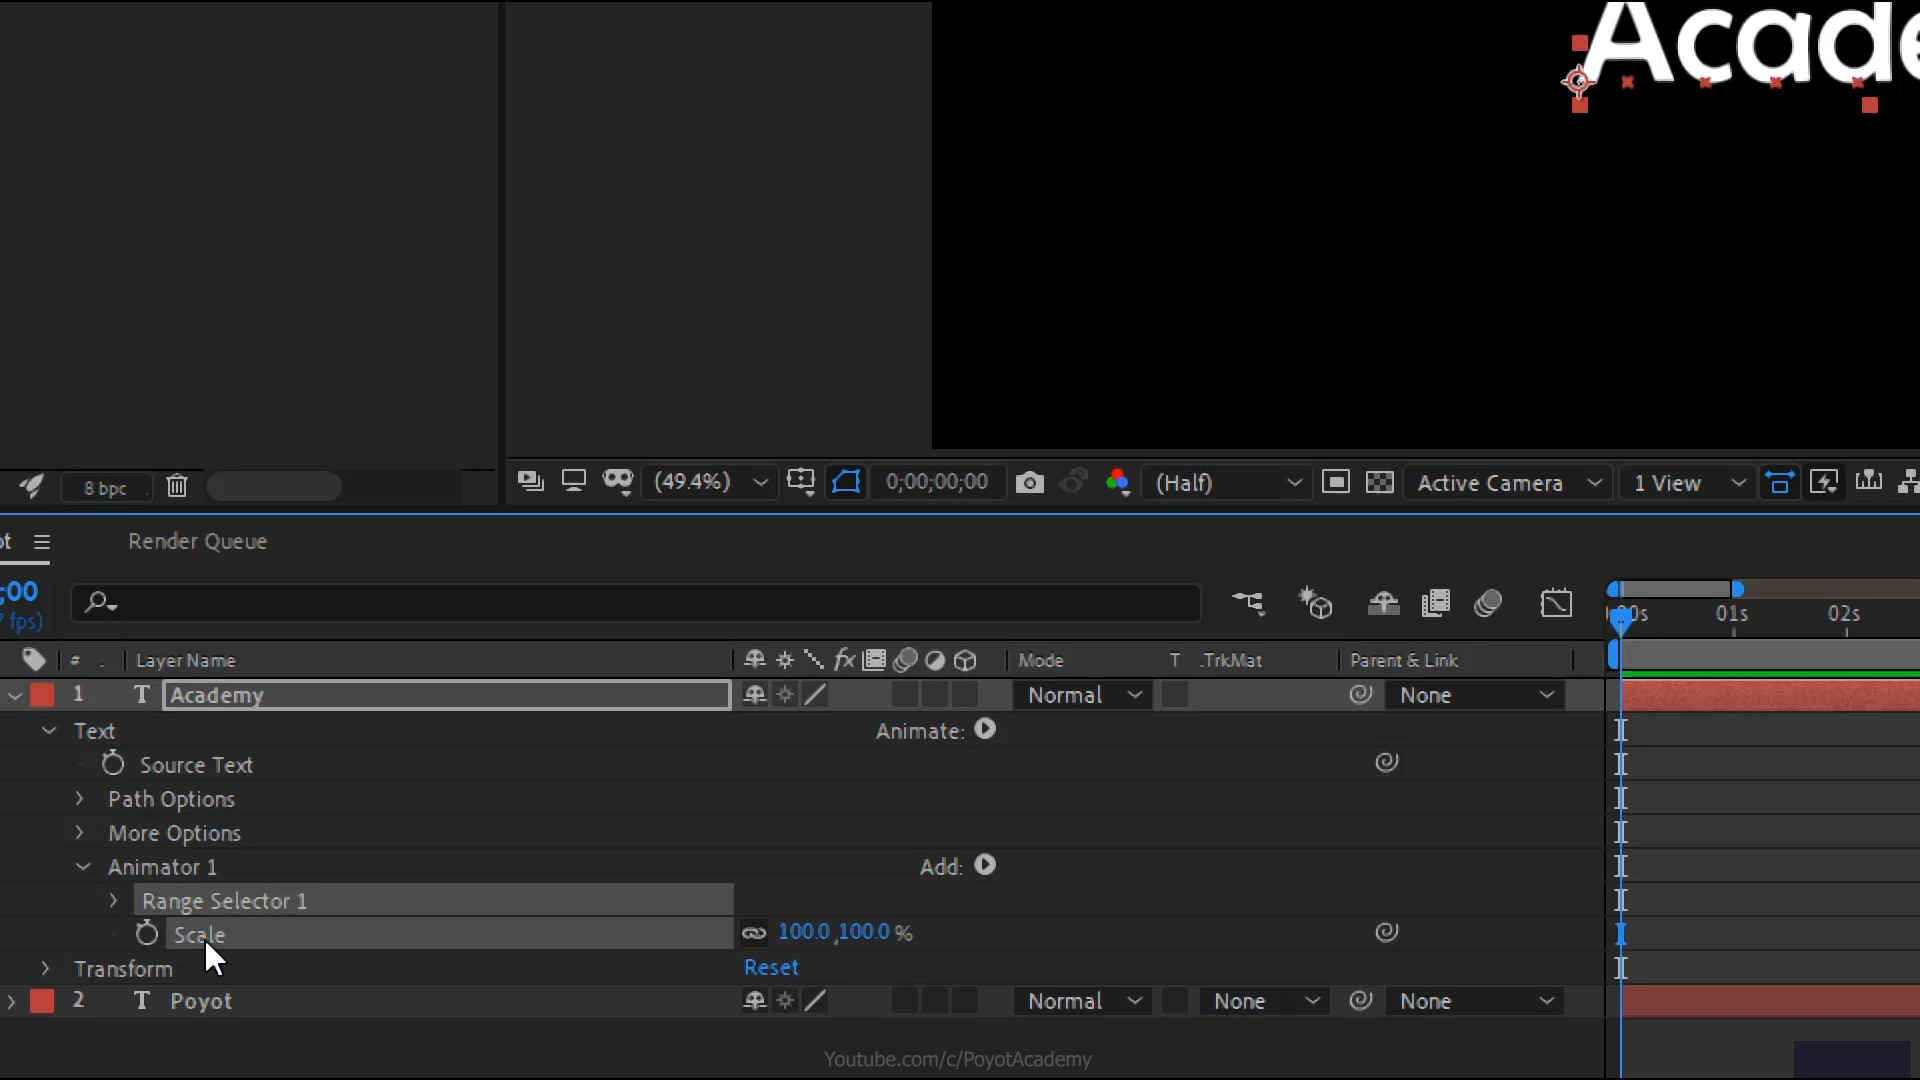 Acade
8 bpc
(49.4%)
0;00;00;00
(Half)
Active Camera
1 View
ot
Render Queue
;00
fps)
00s
01s
02s
# . Layer Name
Mode
T .TrkMat
Parent & Link
1 T Academy
Normal
None
Text
Animate:
Source Text
Path Options
More Options
Animator 1
Add:
Range Selector 1
Scale
100.0,100.0 %
Transform
Reset
2 T Poyot
Normal
None
None
Youtube.com/c/PoyotAcademy